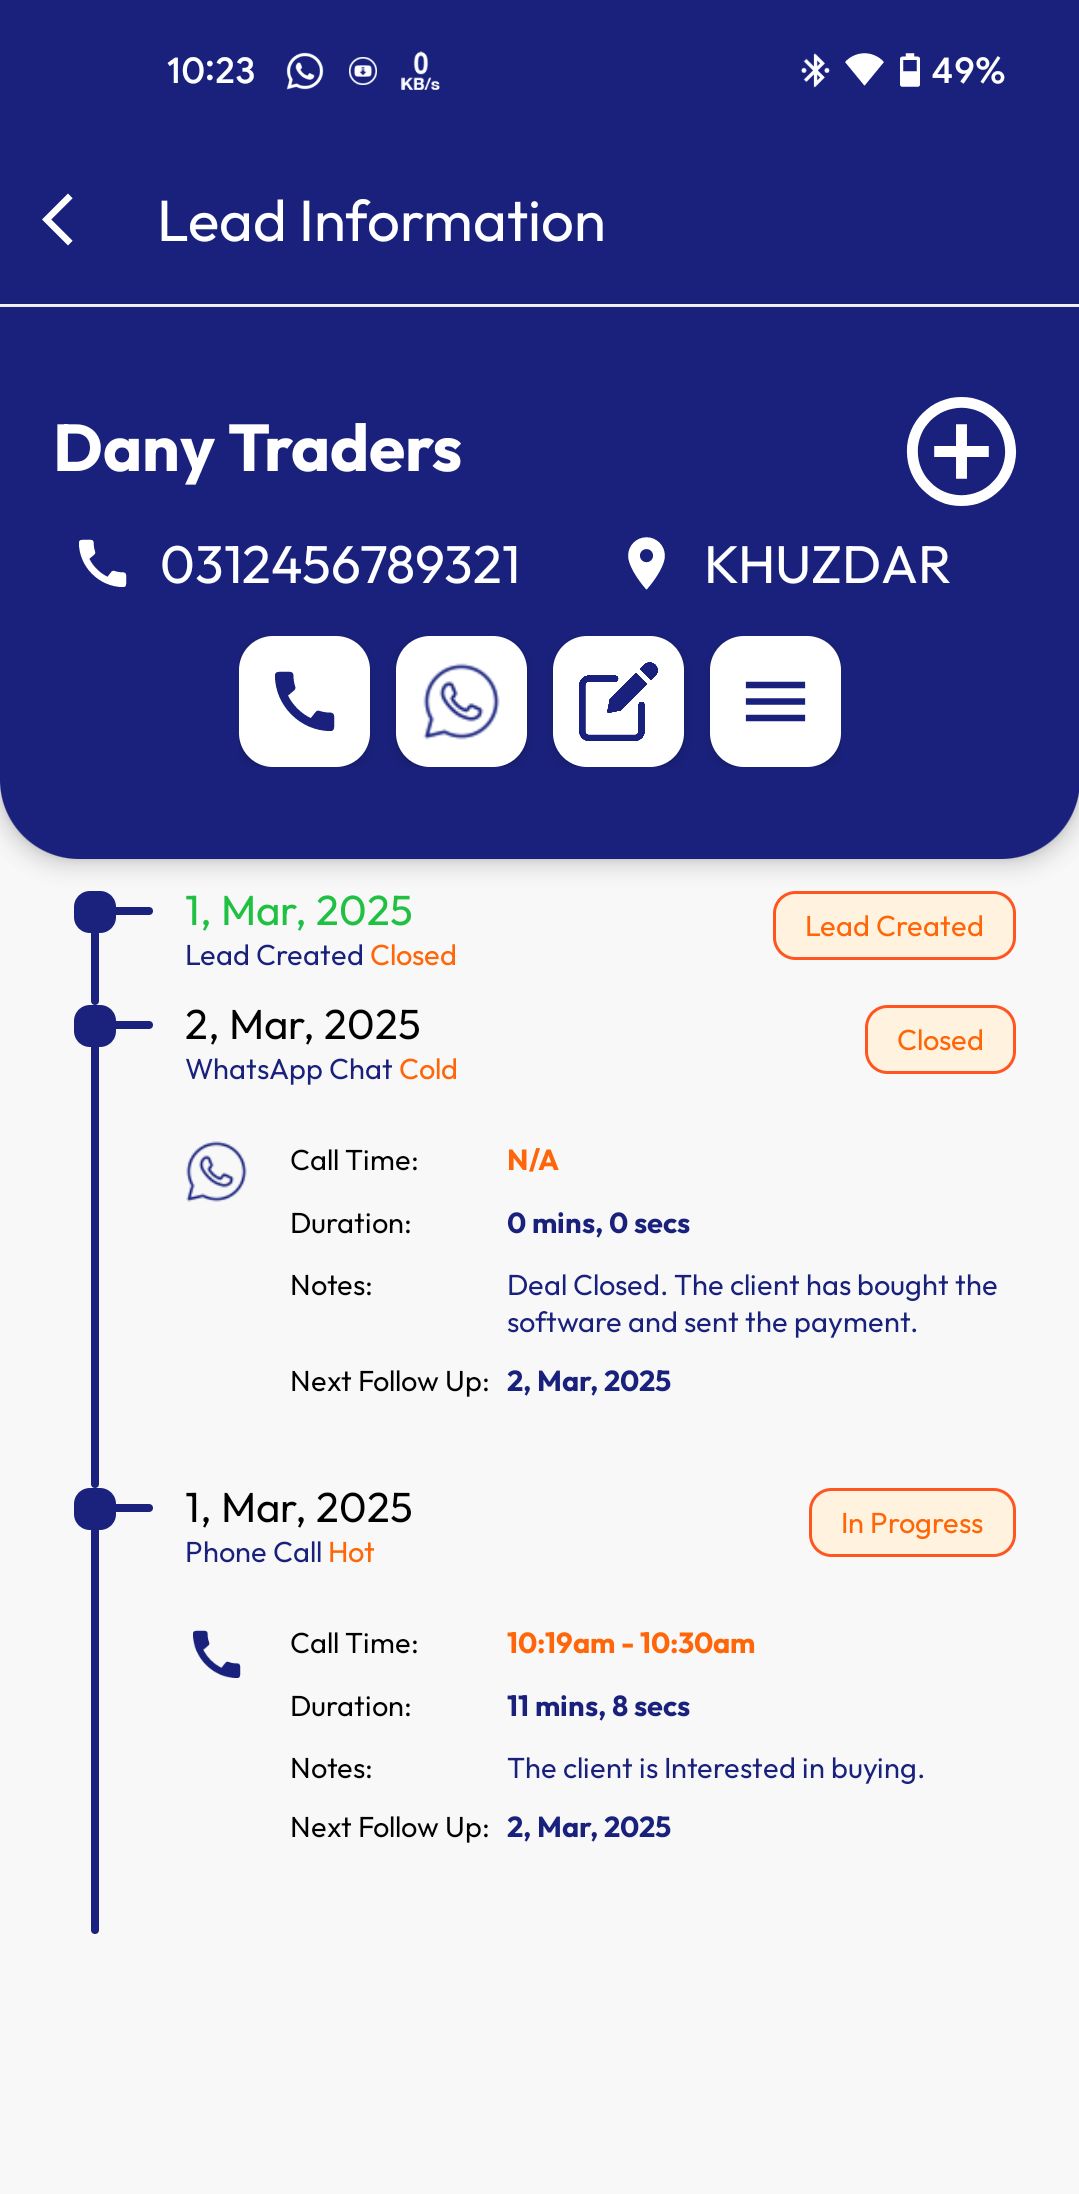 10:23 0 KB/s 49%
Lead Information
Dany Traders
0312456789321 KHUZDAR
1, Mar, 2025 Lead Created
Lead Created Closed
2, Mar, 2025 Closed
WhatsApp Chat Cold
Call Time: N/A
Duration: 0 mins, 0 secs
Notes: Deal Closed. The client has bought the
software and sent the payment.
Next Follow Up: 2, Mar, 2025
1, Mar, 2025 In Progress
Phone Call Hot
Call Time: 10:19am - 10:30am
Duration: 11 mins, 8 secs
Notes: The client is Interested in buying.
Next Follow Up: 2, Mar, 2025